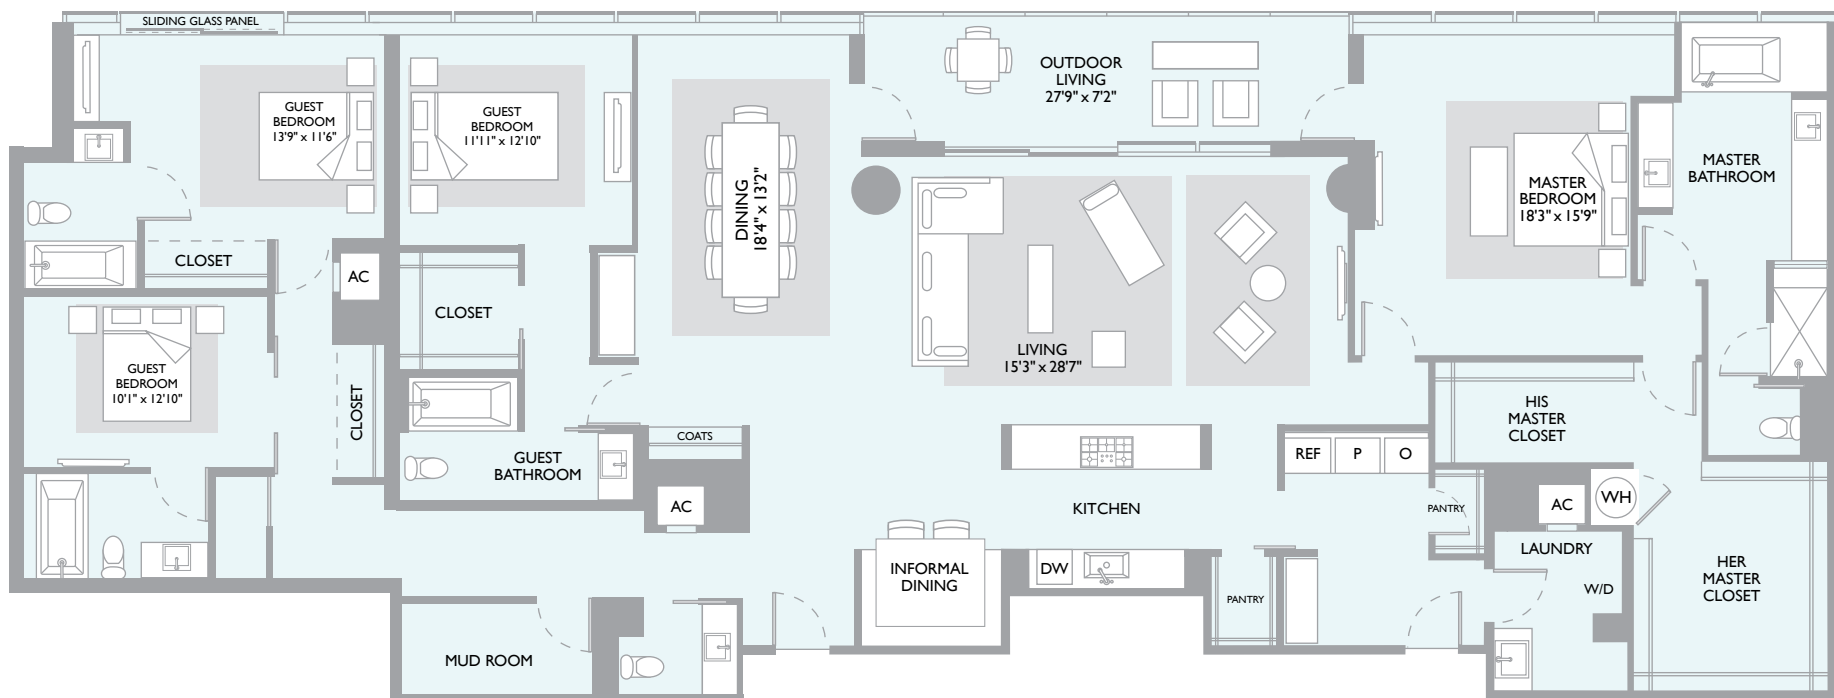 SLIDING GLASS PANEL
GUEST
BEDROOM
13'9" x 11'6"
GUEST
BEDROOM
11'11" x 12'10"
DINING
18'4" x 13'2"
OUTDOOR
LIVING
27'9" x 7'2"
MASTER
BEDROOM
18'3" x 15'9"
MASTER
BATHROOM
CLOSET
AC
CLOSET
LIVING
15'3" x 28'7"
GUEST
BEDROOM
10'1" x 12'10"
CLOSET
COATS
GUEST
BATHROOM
AC
KITCHEN
REF
P
O
PANTRY
HIS
MASTER
CLOSET
AC
WH
INFORMAL
DINING
DW
PANTRY
LAUNDRY
W/D
HER
MASTER
CLOSET
MUD ROOM